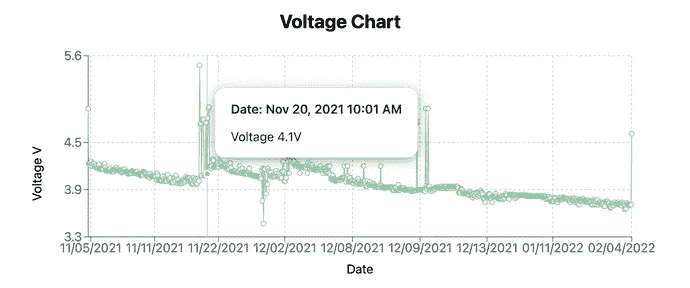 Voltage Chart
5.6
Date: Nov 20, 2021 10:01 AM
Voltage 4.1V
4.5
3.9
3.3
Voltage V
11/05/2021 11/11/2021 11/22/2021 12/02/2021 12/08/2021 12/09/2021 12/13/2021 01/11/2022 02/04/2022
Date